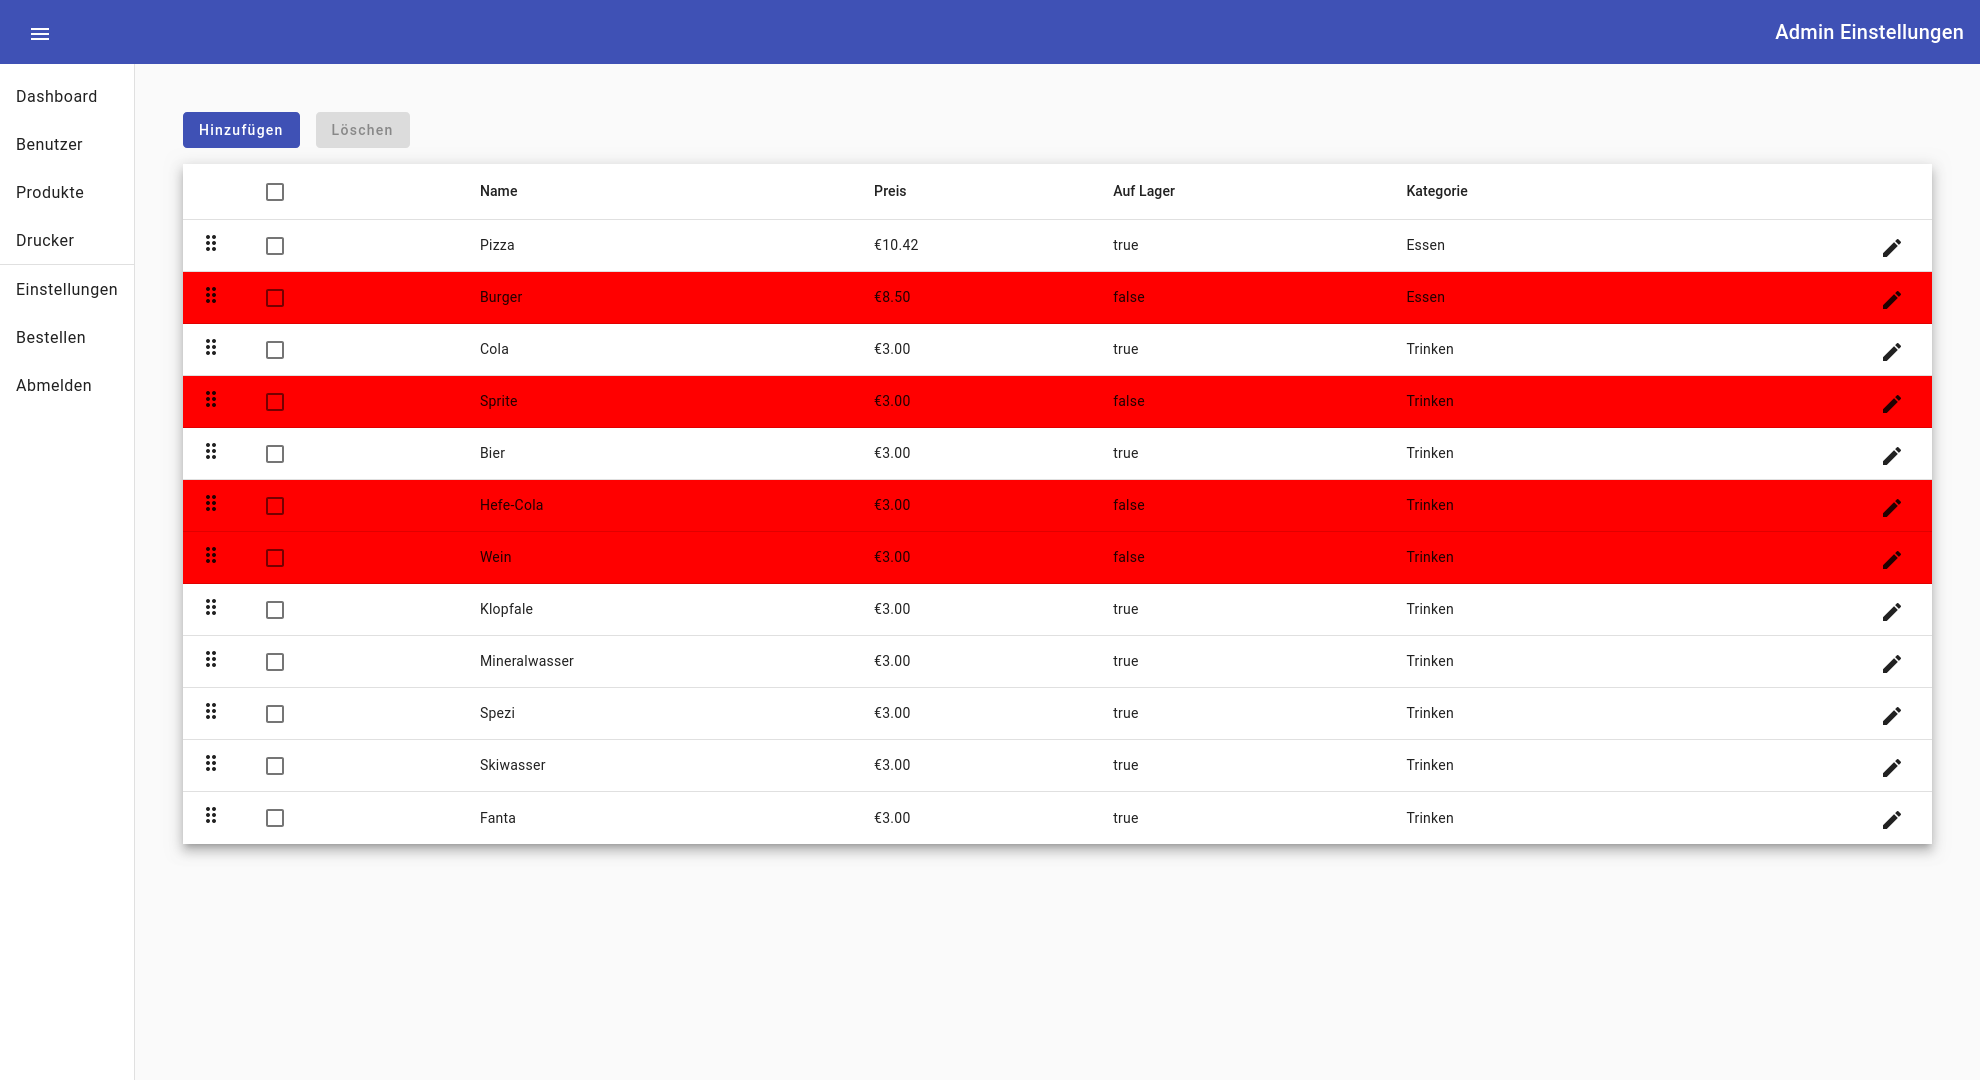 Admin Einstellungen
Dashboard
Benutzer
Produkte
Drucker
Einstellungen
Bestellen
Abmelden
Hinzufügen Löschen
Name Preis Auf Lager Kategorie
Pizza €10.42 true Essen
Burger €8.50 false Essen
Cola €3.00 true Trinken
Sprite €3.00 false Trinken
Bier €3.00 true Trinken
Hefe-Cola €3.00 false Trinken
Wein €3.00 false Trinken
Klopfale €3.00 true Trinken
Mineralwasser €3.00 true Trinken
Spezi €3.00 true Trinken
Skiwasser €3.00 true Trinken
Fanta €3.00 true Trinken